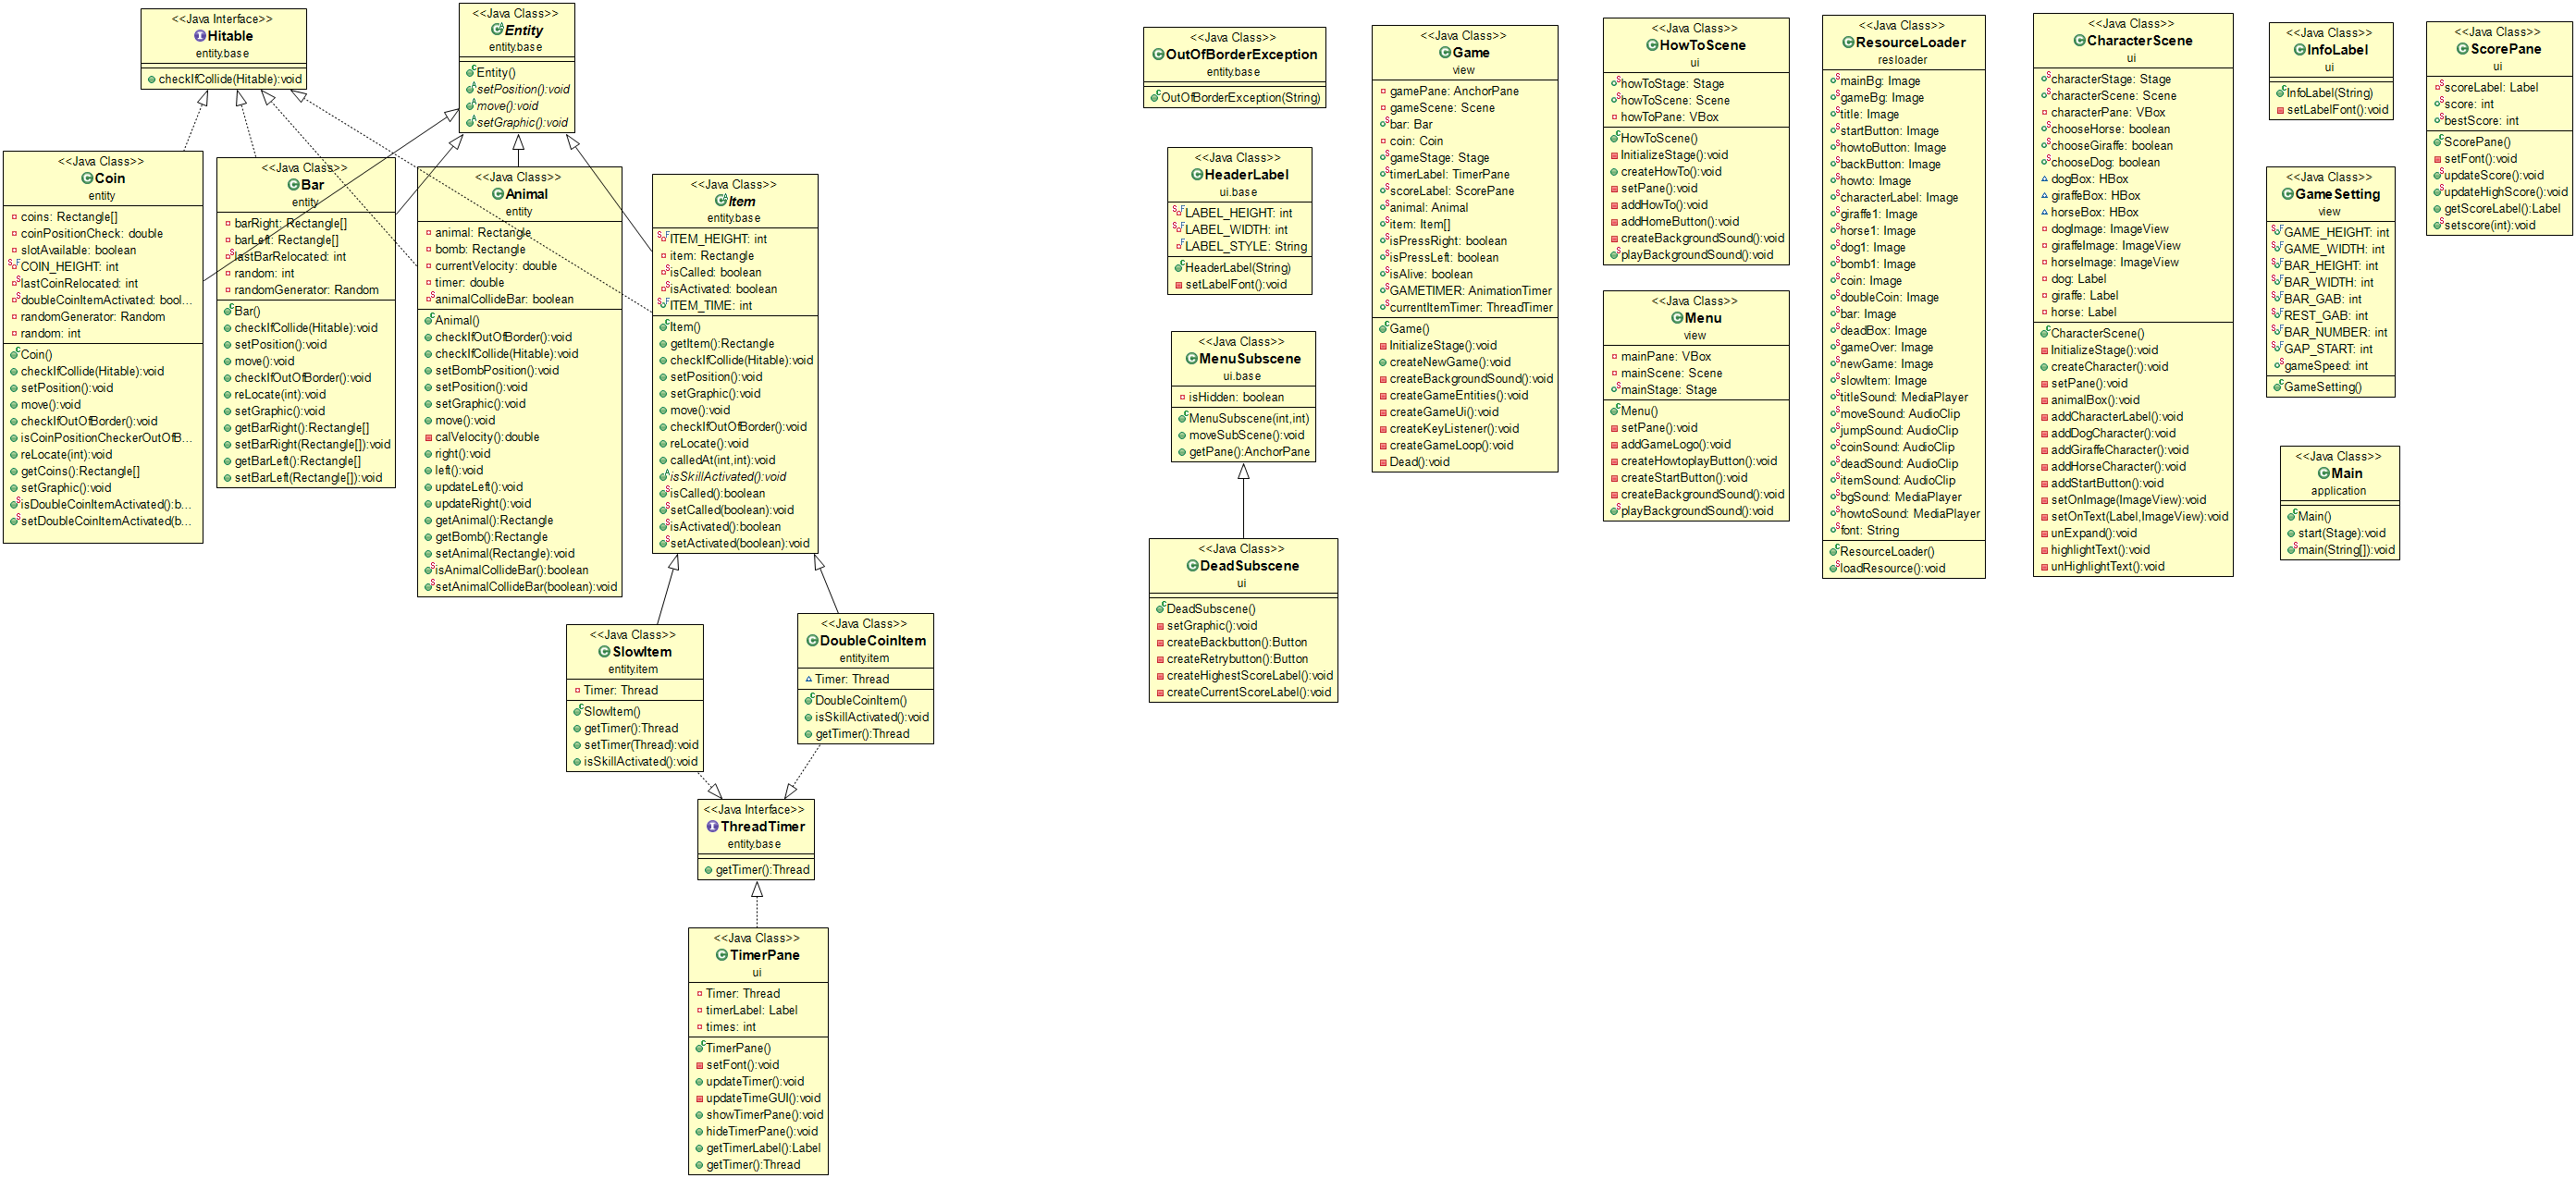 <<Java Interface>>
Hitable
entity.base
checkIfCollide(Hitable):void
<<Java Class>>
Entity
entity.base
Entity()
setPosition():void
move():void
setGraphic():void
<<Java Class>>
Coin
entity
coins: Rectangle[]
coinPositionCheck: double
slotAvailable: boolean
COIN_HEIGHT: int
lastCoinRelocated: int
doubleCoinItemActivated: bool...
randomGenerator: Random
random: int
Coin()
checkIfCollide(Hitable):void
setPosition():void
move():void
checkIfOutOfBorder():void
isCoinPositionCheckerOutOfB...
reLocate(int):void
getCoins():Rectangle[]
setGraphic():void
isDoubleCoinItemActivated():b...
setDoubleCoinItemActivated(b...
<<Java Class>>
Bar
entity
barRight: Rectangle[]
barLeft: Rectangle[]
lastBarRelocated: int
random: int
randomGenerator: Random
Bar()
checkIfCollide(Hitable):void
setPosition():void
move():void
checkIfOutOfBorder():void
reLocate(int):void
setGraphic():void
getBarRight():Rectangle[]
setBarRight(Rectangle[]):void
getBarLeft():Rectangle[]
setBarLeft(Rectangle[]):void
<<Java Class>>
Animal
entity
animal: Rectangle
bomb: Rectangle
currentVelocity: double
timer: double
animalCollideBar: boolean
Animal()
checkIfOutOfBorder():void
checkIfCollide(Hitable):void
setBombPosition():void
setPosition():void
setGraphic():void
move():void
calVelocity():double
right():void
left():void
updateLeft():void
updateRight():void
getAnimal():Rectangle
getBomb():Rectangle
setAnimal(Rectangle):void
isAnimalCollideBar():boolean
setAnimalCollideBar(boolean):void
<<Java Class>>
Item
entity.base
ITEM_HEIGHT: int
item: Rectangle
isCalled: boolean
isActivated: boolean
ITEM_TIME: int
Item()
getItem():Rectangle
checkIfCollide(Hitable):void
setPosition():void
setGraphic():void
move():void
checkIfOutOfBorder():void
reLocate():void
calledAt(int,int):void
isSkillActivated():void
isCalled():boolean
setCalled(boolean):void
isActivated():boolean
setActivated(boolean):void
<<Java Class>>
SlowItem
entity.item
Timer: Thread
SlowItem()
getTimer():Thread
setTimer(Thread):void
isSkillActivated():void
<<Java Class>>
DoubleCoinItem
entity.item
Timer: Thread
DoubleCoinItem()
isSkillActivated():void
getTimer():Thread
<<Java Interface>>
ThreadTimer
entity.base
getTimer():Thread
<<Java Class>>
TimerPane
ui
Timer: Thread
timerLabel: Label
times: int
TimerPane()
setFont():void
updateTimer():void
updateTimeGUI():void
showTimerPane():void
hideTimerPane():void
getTimerLabel():Label
getTimer():Thread
<<Java Class>>
OutOfBorderException
entity.base
OutOfBorderException(String)
<<Java Class>>
HeaderLabel
ui.base
LABEL_HEIGHT: int
LABEL_WIDTH: int
LABEL_STYLE: String
HeaderLabel(String)
setLabelFont():void
<<Java Class>>
MenuSubscene
ui.base
isHidden: boolean
MenuSubscene(int,int)
moveSubScene():void
getPane():AnchorPane
<<Java Class>>
DeadSubscene
ui
DeadSubscene()
setGraphic():void
createBackbutton():Button
createRetrybutton():Button
createHighestScoreLabel():void
createCurrentScoreLabel():void
<<Java Class>>
Game
view
gamePane: AnchorPane
gameScene: Scene
bar: Bar
coin: Coin
gameStage: Stage
timerLabel: TimerPane
scoreLabel: ScorePane
animal: Animal
item: Item[]
isPressRight: boolean
isPressLeft: boolean
isAlive: boolean
GAMETIMER: AnimationTimer
currentItemTimer: ThreadTimer
Game()
InitializeStage():void
createNewGame():void
createBackgroundSound():void
createGameEntities():void
createGameUi():void
createKeyListener():void
createGameLoop():void
Dead():void
<<Java Class>>
HowToScene
ui
howToStage: Stage
howToScene: Scene
howToPane: VBox
HowToScene()
InitializeStage():void
createHowTo():void
setPane():void
addHowTo():void
addHomeButton():void
createBackgroundSound():void
playBackgroundSound():void
<<Java Class>>
Menu
view
mainPane: VBox
mainScene: Scene
mainStage: Stage
Menu()
setPane():void
addGameLogo():void
createHowtoplayButton():void
createStartButton():void
createBackgroundSound():void
playBackgroundSound():void
<<Java Class>>
ResourceLoader
resloader
mainBg: Image
gameBg: Image
title: Image
startButton: Image
howtoButton: Image
backButton: Image
howto: Image
characterLabel: Image
giraffe1: Image
horse1: Image
dog1: Image
bomb1: Image
coin: Image
doubleCoin: Image
bar: Image
deadBox: Image
gameOver: Image
newGame: Image
slowItem: Image
titleSound: MediaPlayer
moveSound: AudioClip
jumpSound: AudioClip
coinSound: AudioClip
deadSound: AudioClip
itemSound: AudioClip
bgSound: MediaPlayer
howtoSound: MediaPlayer
font: String
ResourceLoader()
loadResource():void
<<Java Class>>
CharacterScene
ui
characterStage: Stage
characterScene: Scene
characterPane: VBox
chooseHorse: boolean
chooseGiraffe: boolean
chooseDog: boolean
dogBox: HBox
giraffeBox: HBox
horseBox: HBox
dogImage: ImageView
giraffeImage: ImageView
horseImage: ImageView
dog: Label
giraffe: Label
horse: Label
CharacterScene()
InitializeStage():void
createCharacter():void
setPane():void
animalBox():void
addCharacterLabel():void
addDogCharacter():void
addGiraffeCharacter():void
addHorseCharacter():void
addStartButton():void
setOnImage(ImageView):void
setOnText(Label,ImageView):void
unExpand():void
highlightText():void
unHighlightText():void
<<Java Class>>
InfoLabel
ui
InfoLabel(String)
setLabelFont():void
<<Java Class>>
GameSetting
view
GAME_HEIGHT: int
GAME_WIDTH: int
BAR_HEIGHT: int
BAR_WIDTH: int
BAR_GAB: int
REST_GAB: int
BAR_NUMBER: int
GAP_START: int
gameSpeed: int
GameSetting()
<<Java Class>>
Main
application
Main()
start(Stage):void
main(String[]):void
<<Java Class>>
ScorePane
ui
scoreLabel: Label
score: int
bestScore: int
ScorePane()
setFont():void
updateScore():void
updateHighScore():void
getScoreLabel():Label
setscore(int):void